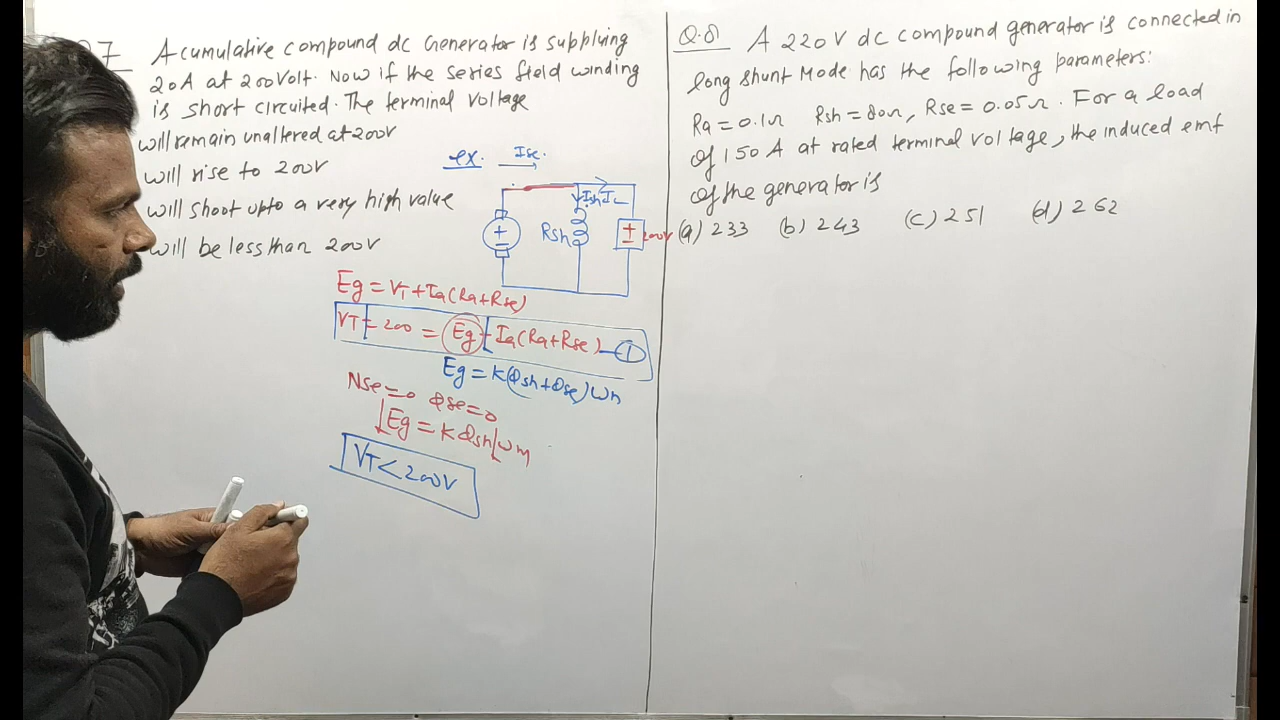 Q 7 A cumulative compound dc Generator is supplying
20A at 200Volt. Now if the series field winding
is short circuited. The terminal voltage
will remain unaltered at 200V
will rise to 200V
will shoot upto a very high value
will be less than 200V
ex. Ise
Ish IL
Rsh
+
± 200V
Eg = VT + Ia(Ra+Rse)
VT = 200 = Eg - Ia(Ra+Rse) - 1
Eg = K(Φsh+Φse)ωn
Nse=0 Φse=0
↓Eg = KΦsh ωm
VT < 200V
Q.8 A 220V dc compound generator is connected in
long shunt Mode has the following parameters:
Ra = 0.1Ω Rsh = 80Ω, Rse = 0.05Ω. For a load
of 150A at rated terminal voltage, the induced emf
of the generator is
(a) 233 (b) 243 (c) 251 (d) 262